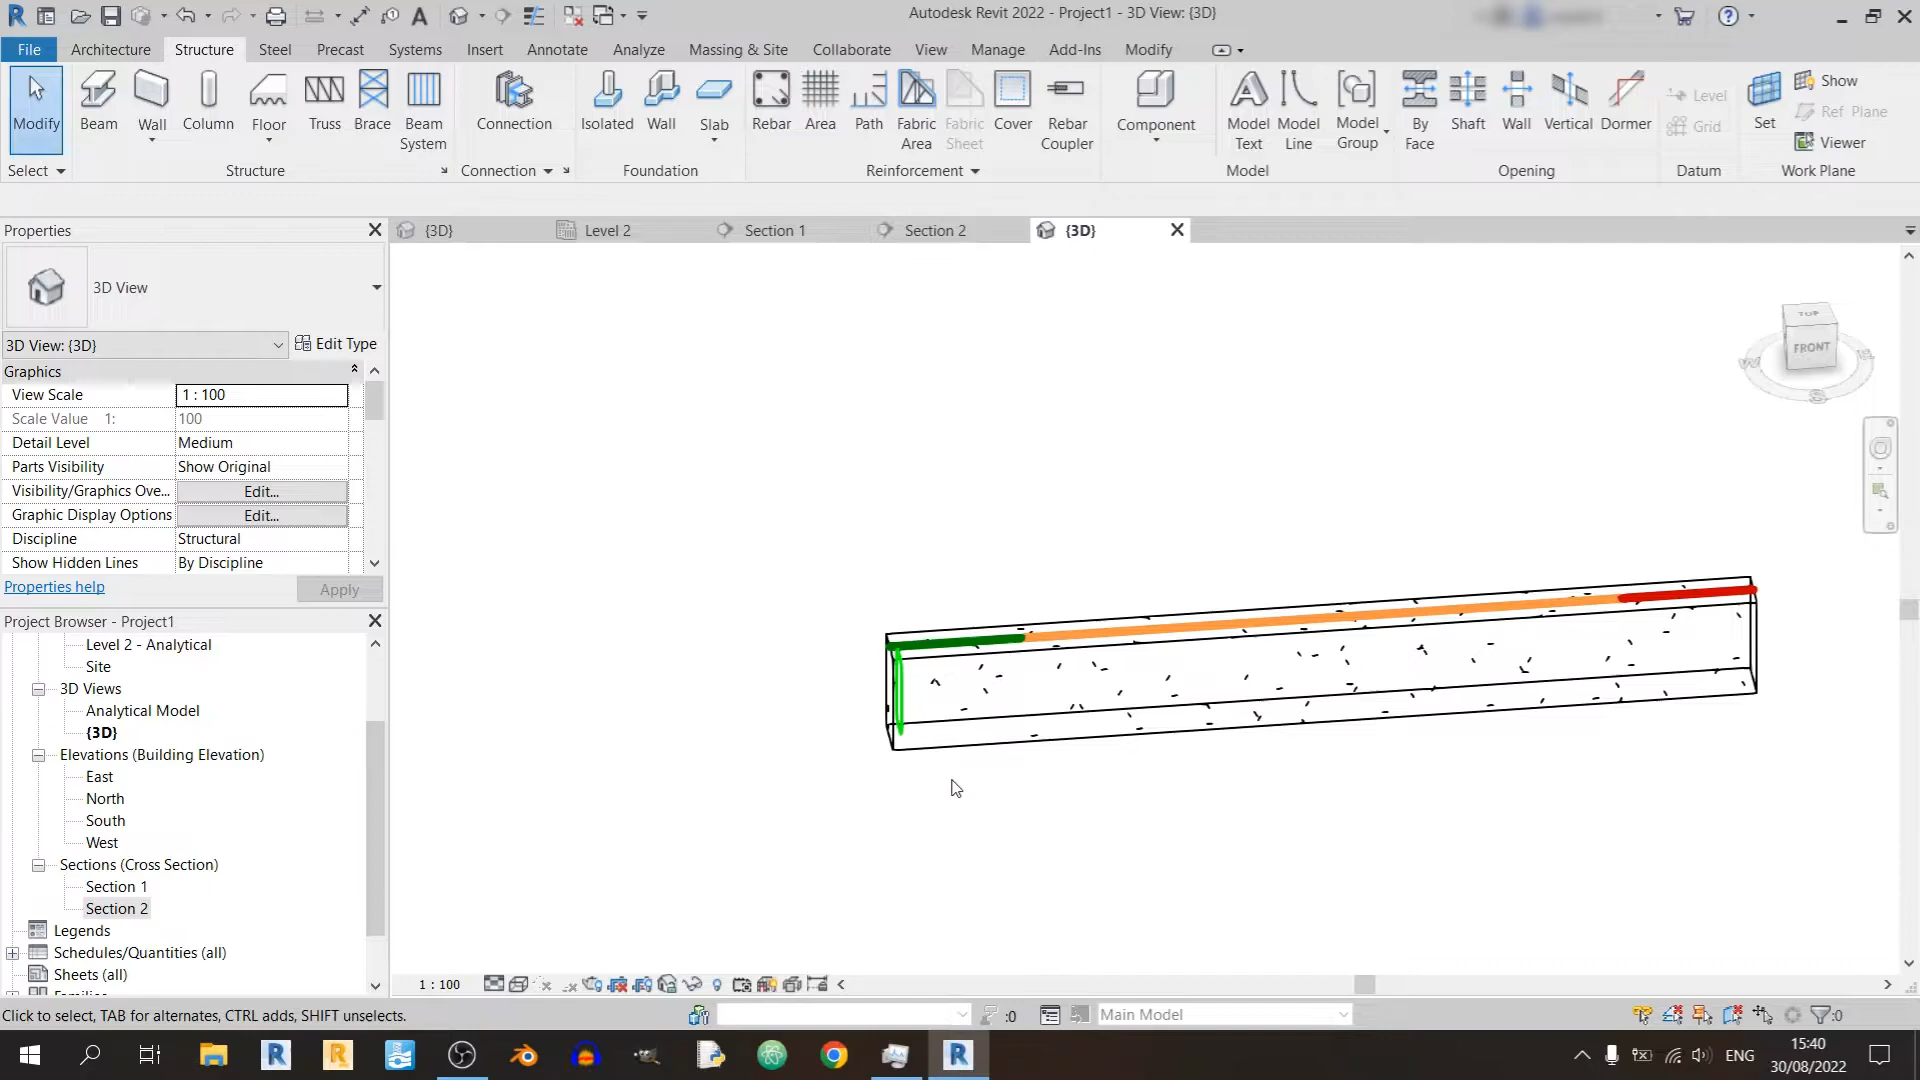 Autodesk Revit 2022 - Project1 - 3D View: {3D}
File Architecture Structure Steel Precast Systems Insert Annotate Analyze Massing & Site Collaborate View Manage Add-Ins Modify
Modify Beam Wall Column Floor Truss Brace Beam System Connection Isolated Wall Slab Rebar Area Path Fabric Area Fabric Sheet Cover Rebar Coupler Component Model Text Model Line Model Group By Face Shaft Wall Vertical Dormer Level Grid Set Show Ref Plane Viewer
Select Structure Connection Foundation Reinforcement Model Opening Datum Work Plane
Properties
{3D} Level 2 Section 1 Section 2 {3D}
3D View
3D View: {3D} Edit Type
Graphics
View Scale 1 : 100
Scale Value 1: 100
Detail Level Medium
Parts Visibility Show Original
Visibility/Graphics Ove... Edit...
Graphic Display Options Edit...
Discipline Structural
Show Hidden Lines By Discipline
Properties help Apply
TOP
FRONT
W S
Project Browser - Project1
Level 2 - Analytical
Site
3D Views
Analytical Model
{3D}
Elevations (Building Elevation)
East
North
South
West
Sections (Cross Section)
Section 1
Section 2
Legends
Schedules/Quantities (all)
Sheets (all)
1 : 100
Click to select, TAB for alternates, CTRL adds, SHIFT unselects.
:0 Main Model :0
ENG
15:40
30/08/2022